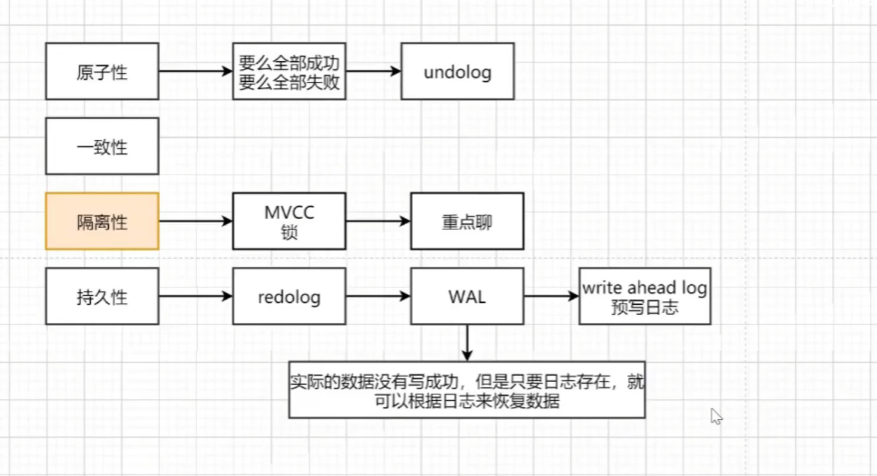 原子性
要么全部成功
要么全部失败
undolog
一致性
隔离性
MVCC
锁
重点聊
持久性
redolog
WAL
write ahead log
预写日志
实际的数据没有写成功，但是只要日志存在，就
可以根据日志来恢复数据